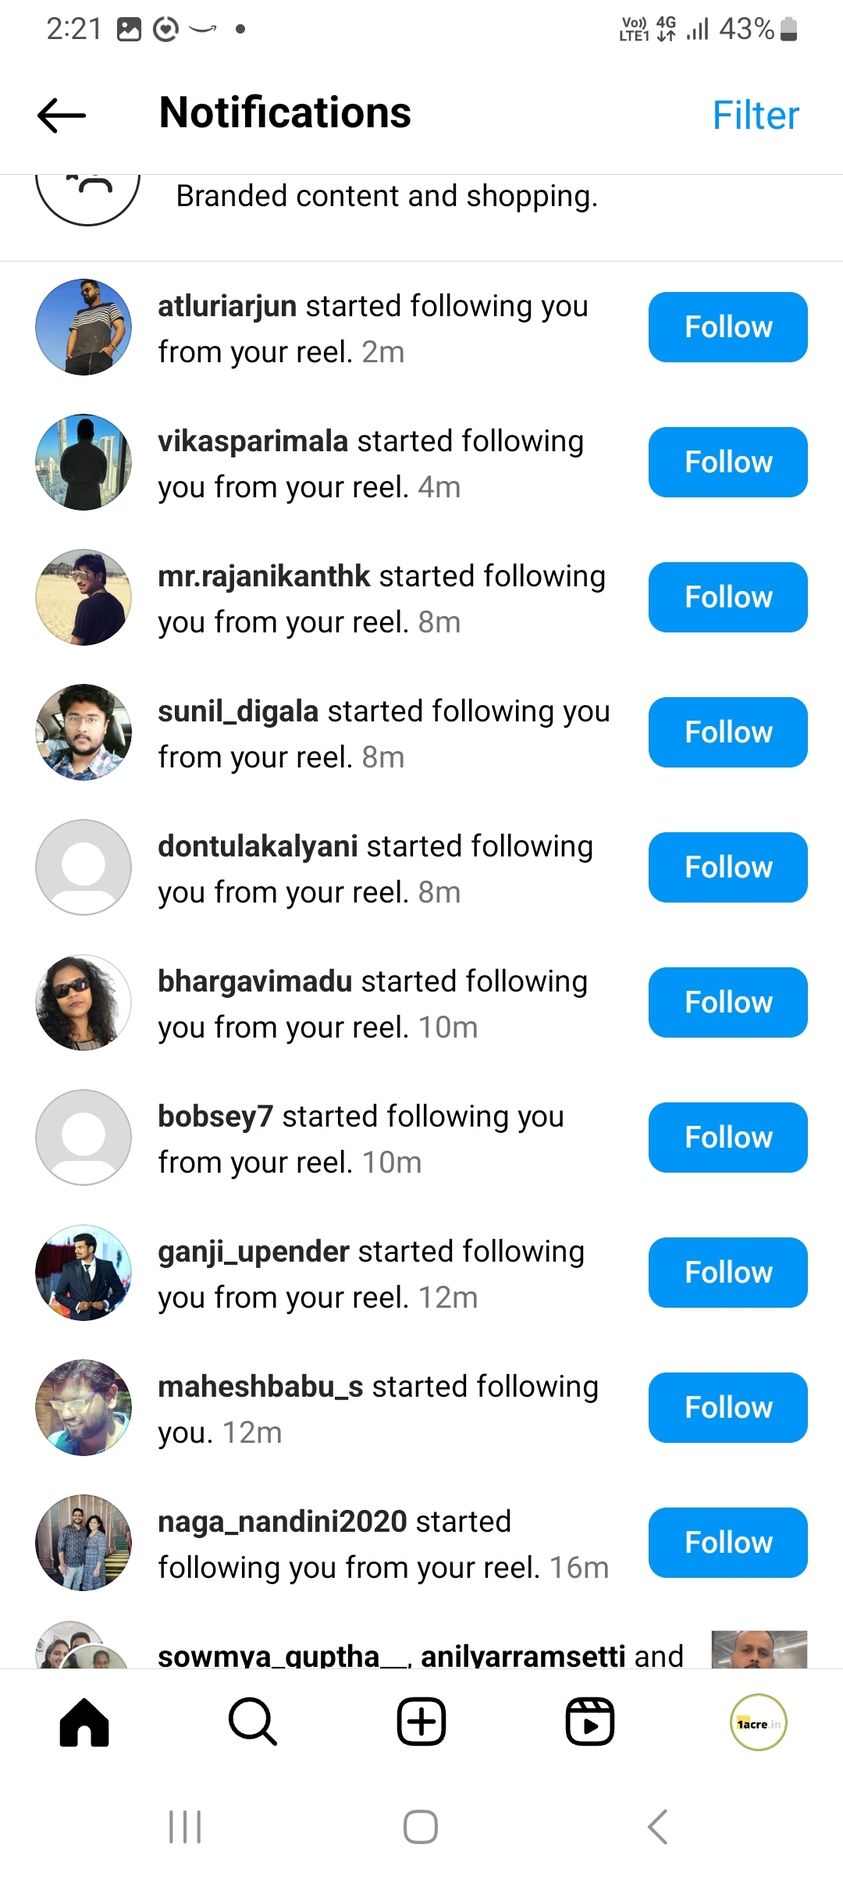 2:21
Vo))
LTE1
4G
43%
Notifications
Filter
Branded content and shopping.
atluriarjun started following you
from your reel. 2m
Follow
vikasparimala started following
you from your reel. 4m
Follow
mr.rajanikanthk started following
you from your reel. 8m
Follow
sunil_digala started following you
from your reel. 8m
Follow
dontulakalyani started following
you from your reel. 8m
Follow
bhargavimadu started following
you from your reel. 10m
Follow
bobsey7 started following you
from your reel. 10m
Follow
ganji_upender started following
you from your reel. 12m
Follow
maheshbabu_s started following
you. 12m
Follow
naga_nandini2020 started
following you from your reel. 16m
Follow
sowmya_guptha__, anilyarramsetti and
1acre.in